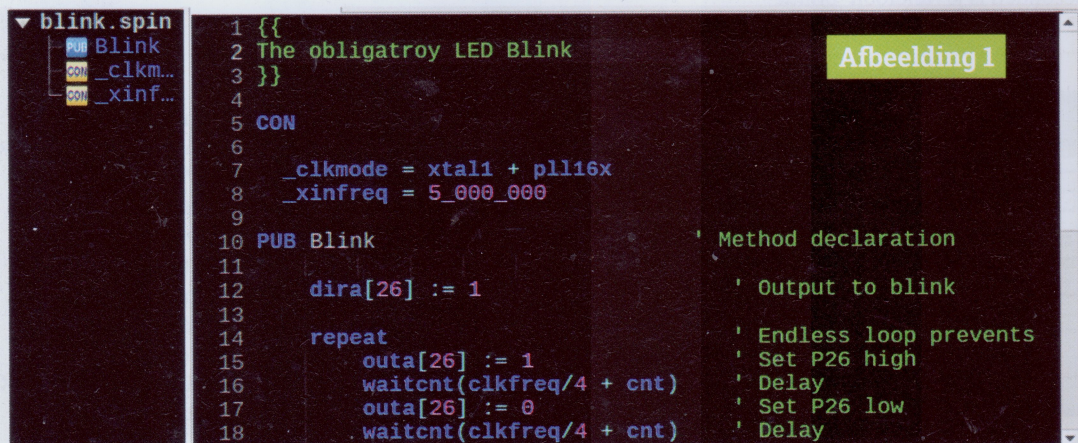 ▼ blink.spin
PUB Blink
CON _clkm…
CON _xinf…
Afbeelding 1
1 {{
2 The obligatroy LED Blink
3 }}
4
5 CON
6
7 _clkmode = xtal1 + pll16x
8 _xinfreq = 5_000_000
9
10 PUB Blink ' Method declaration
11
12 dira[26] := 1 ' Output to blink
13
14 repeat ' Endless loop prevents
15 outa[26] := 1 ' Set P26 high
16 waitcnt(clkfreq/4 + cnt) ' Delay
17 outa[26] := 0 ' Set P26 low
18 waitcnt(clkfreq/4 + cnt) ' Delay